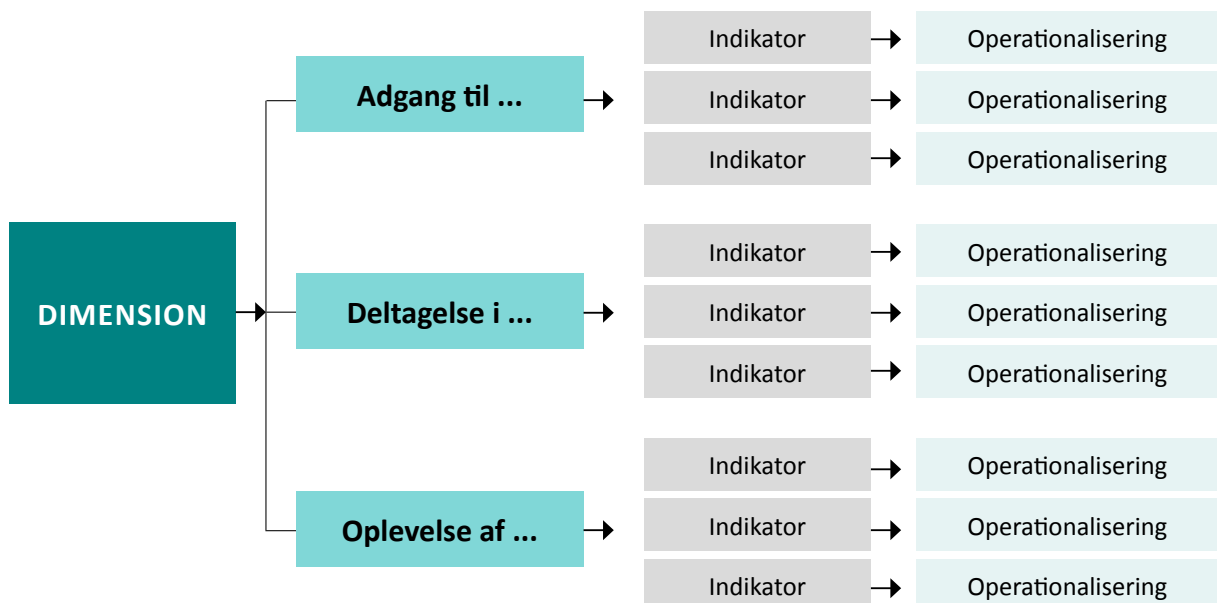 Indikator
Operationalisering
Adgang til ...
Indikator
Operationalisering
Indikator
Operationalisering
DIMENSION
Indikator
Operationalisering
Deltagelse i ...
Indikator
Operationalisering
Indikator
Operationalisering
Indikator
Operationalisering
Oplevelse af ...
Indikator
Operationalisering
Indikator
Operationalisering